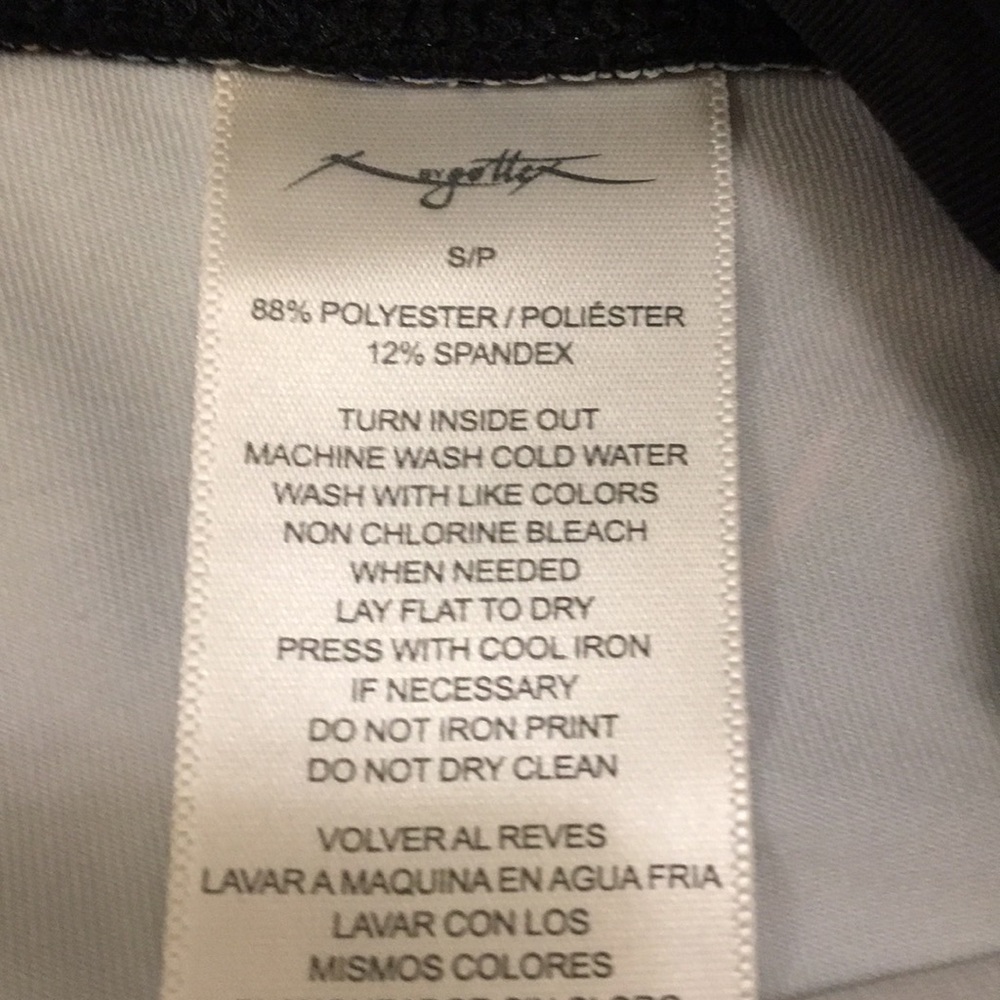 S/P
88% POLYESTER / POLIÉSTER
12% SPANDEX
TURN INSIDE OUT
MACHINE WASH COLD WATER
WASH WITH LIKE COLORS
NON CHLORINE BLEACH
WHEN NEEDED
LAY FLAT TO DRY
PRESS WITH COOL IRON
IF NECESSARY
DO NOT IRON PRINT
DO NOT DRY CLEAN
VOLVER AL REVES
LAVAR A MAQUINA EN AGUA FRIA
LAVAR CON LOS
MISMOS COLORES